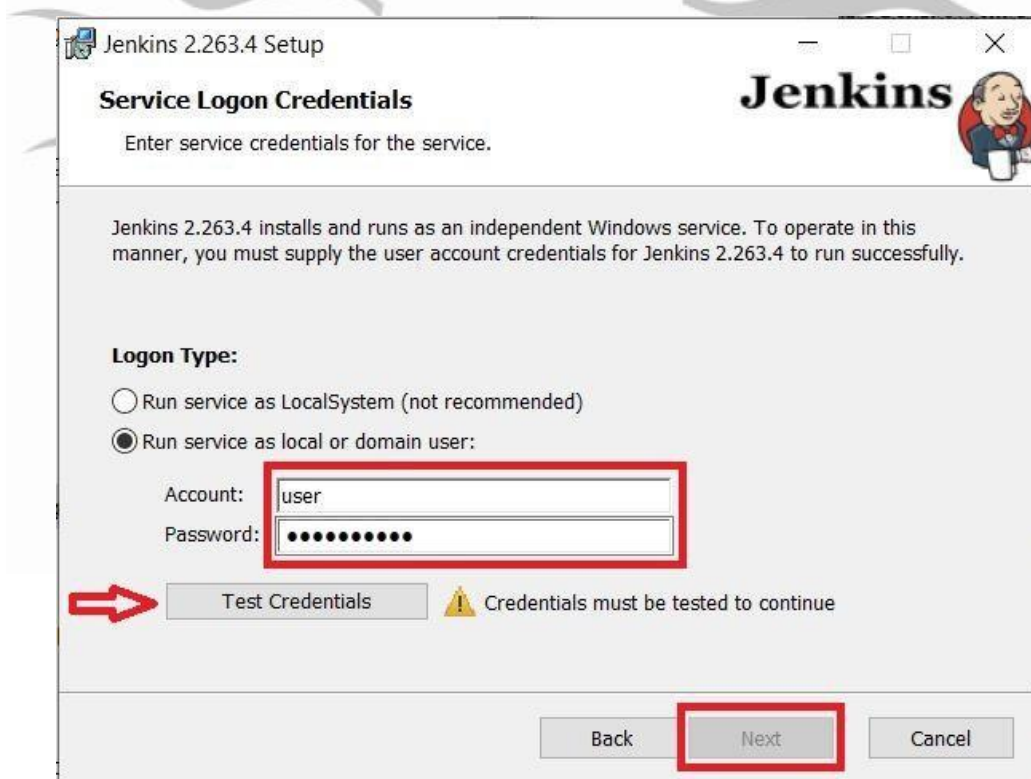 Jenkins 2.263.4 Setup
Service Logon Credentials
Jenkins
Enter service credentials for the service.
Jenkins 2.263.4 installs and runs as an independent Windows service. To operate in this
manner, you must supply the user account credentials for Jenkins 2.263.4 to run successfully.
Logon Type:
Run service as LocalSystem (not recommended)
Run service as local or domain user:
Account: user
Password: ●●●●●●●●●●
Test Credentials Credentials must be tested to continue
Back Next Cancel